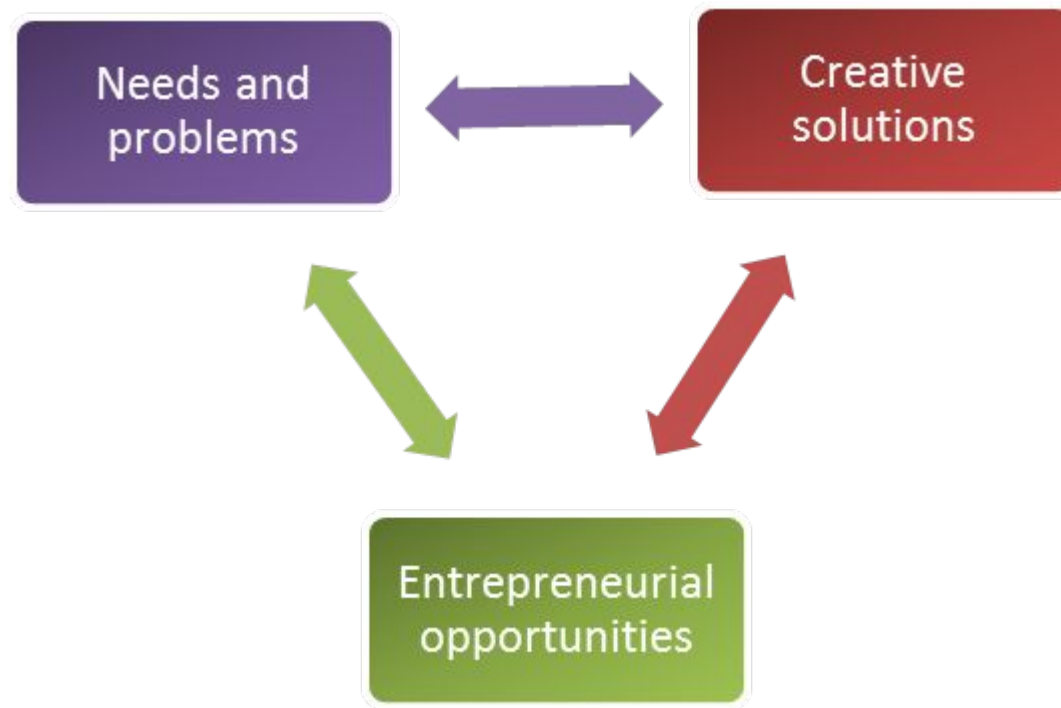 Needs and
problems
Creative
solutions
Entrepreneurial
opportunities